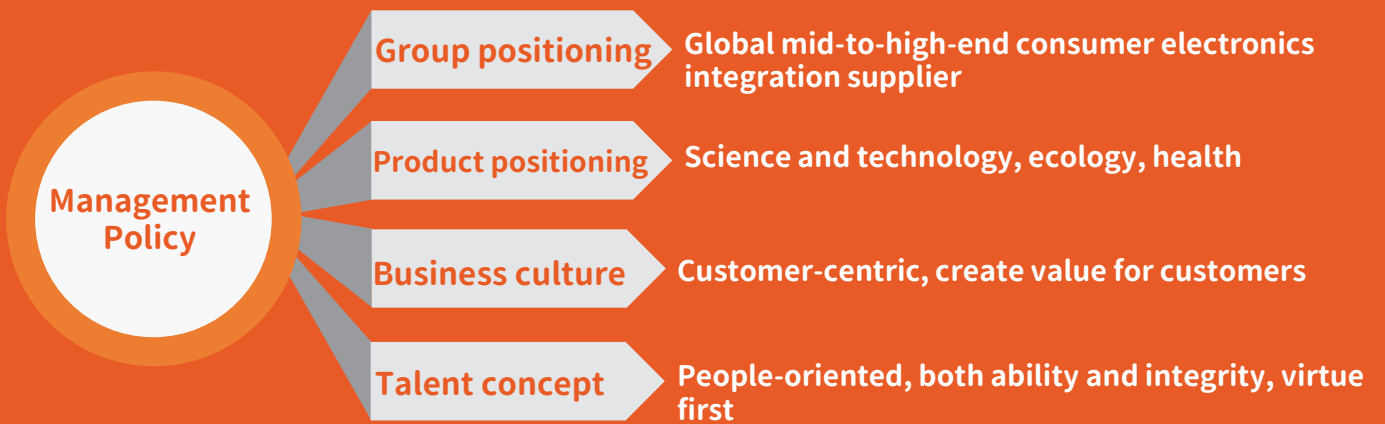 Management
Policy
Group positioning
Global mid-to-high-end consumer electronics
integration supplier
Product positioning
Science and technology, ecology, health
Business culture
Customer-centric, create value for customers
Talent concept
People-oriented, both ability and integrity, virtue
first